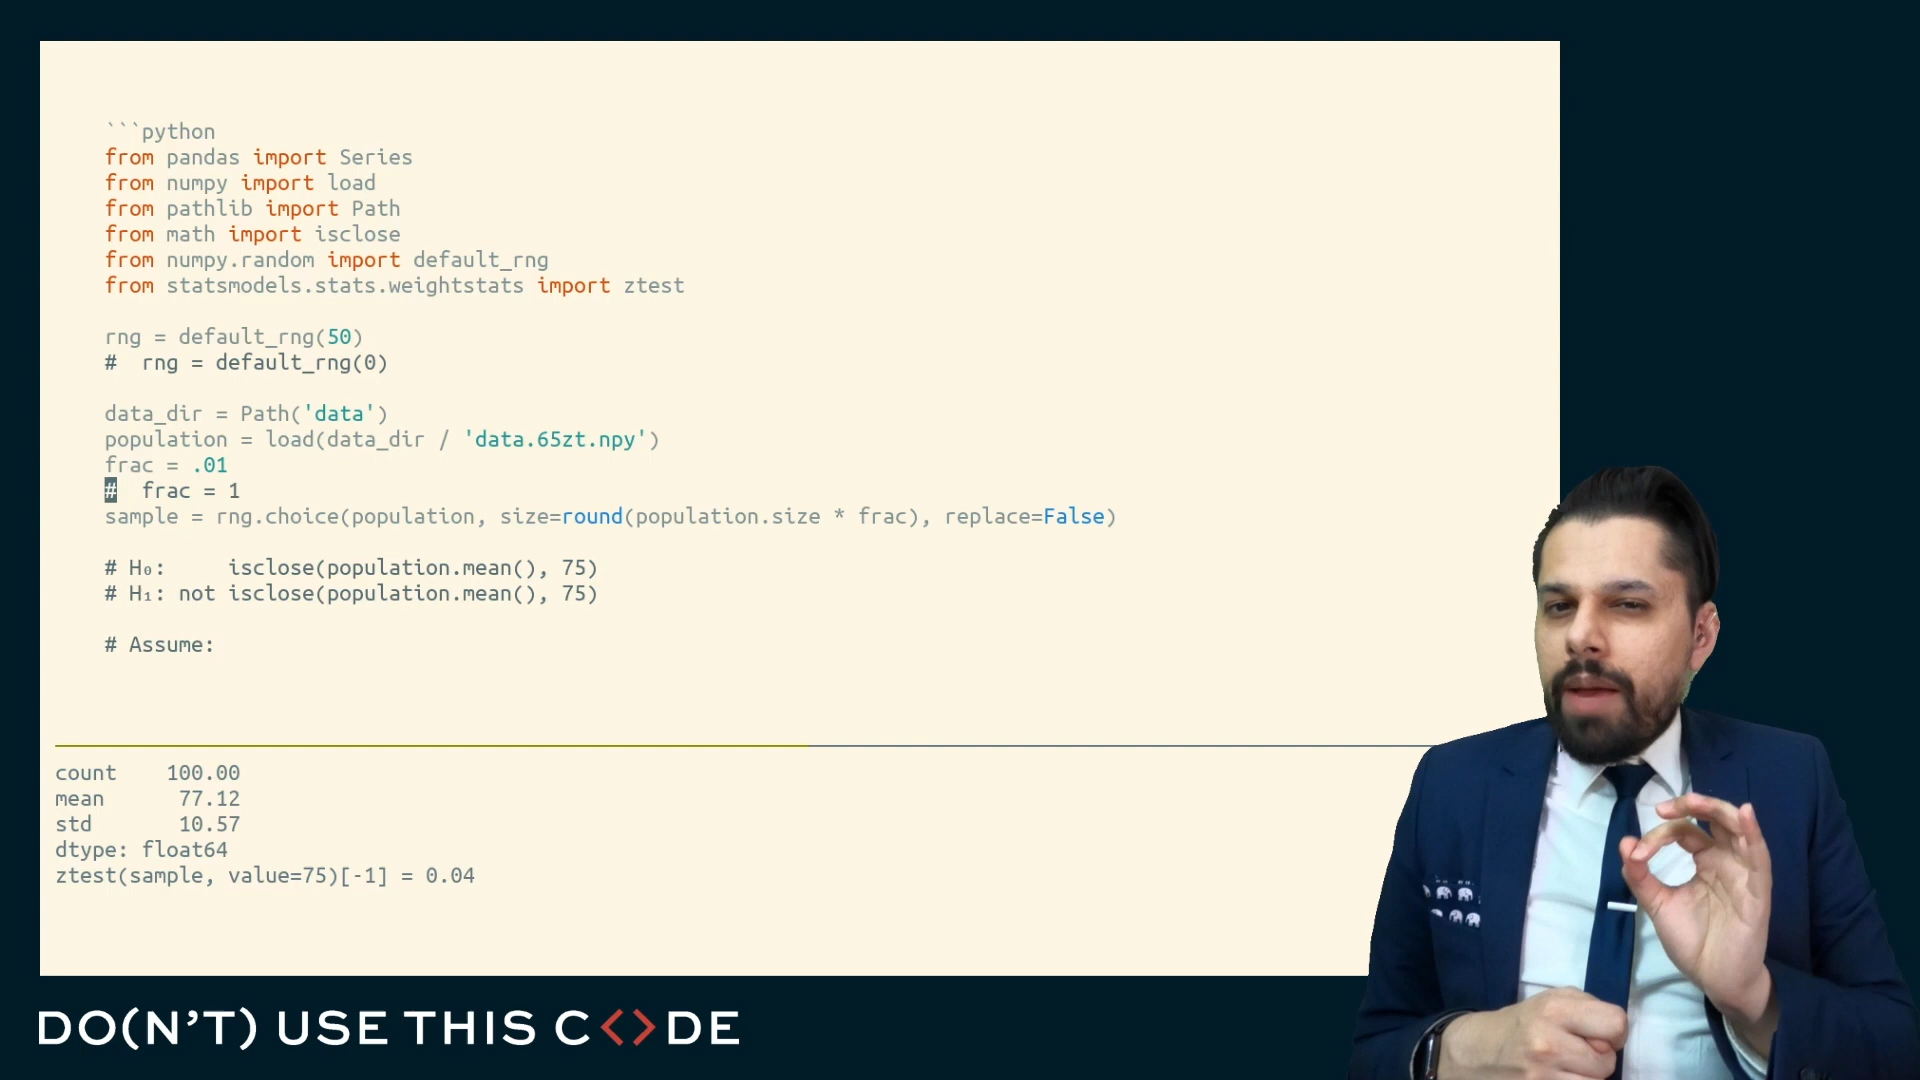 ```python
from pandas import Series
from numpy import load
from pathlib import Path
from math import isclose
from numpy.random import default_rng
from statsmodels.stats.weightstats import ztest
rng = default_rng(50)
#  rng = default_rng(0)
data_dir = Path('data')
population = load(data_dir / 'data.65zt.npy')
frac = .01
#  frac = 1
sample = rng.choice(population, size=round(population.size * frac), replace=False)
# H₀:     isclose(population.mean(), 75)
# H₁: not isclose(population.mean(), 75)
# Assume:
count    100.00
mean      77.12
std       10.57
dtype: float64
ztest(sample, value=75)[-1] = 0.04
DO(N'T) USE THIS C<>DE